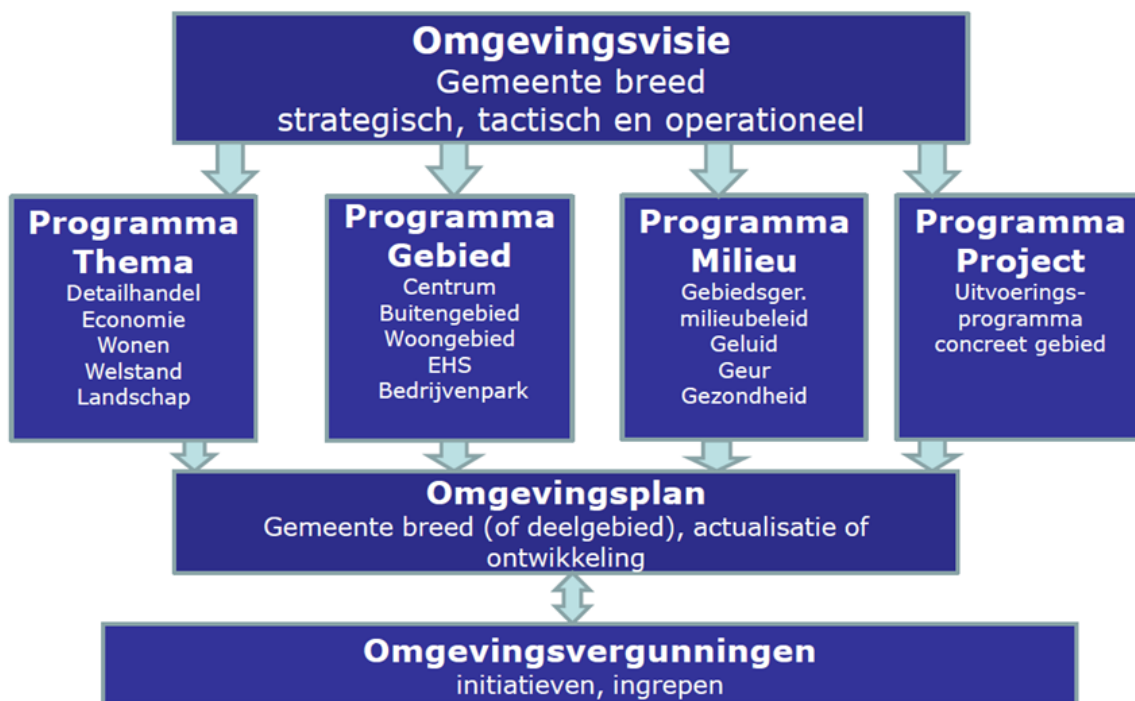 Omgevingsvisie
Gemeente breed
strategisch, tactisch en operationeel
Programma
Thema
Detailhandel
Economie
Wonen
Welstand
Landschap
Programma
Gebied
Centrum
Buitengebied
Woongebied
EHS
Bedrijvenpark
Programma
Milieu
Gebiedsger.
milieubeleid
Geluid
Geur
Gezondheid
Programma
Project
Uitvoerings-
programma
concreet gebied
Omgevingsplan
Gemeente breed (of deelgebied), actualisatie of
ontwikkeling
Omgevingsvergunningen
initiatieven, ingrepen